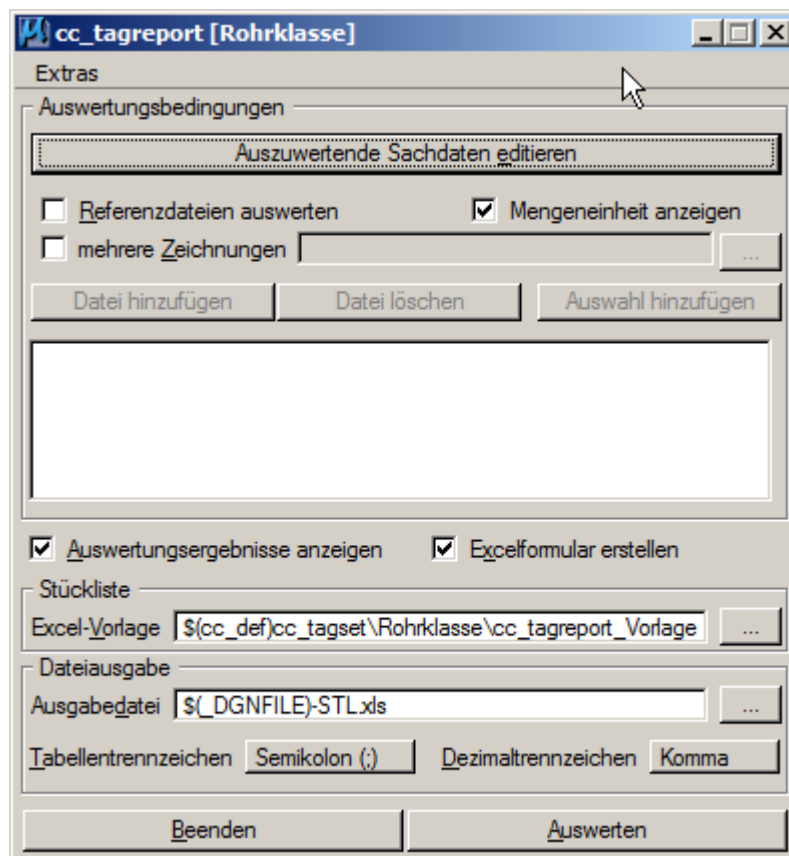 cc_tagreport [Rohrklasse]
Extras
Auswertungsbedingungen
Auszuwertende Sachdaten editieren
Referenzdateien auswerten Mengeneinheit anzeigen
mehrere Zeichnungen ...
Datei hinzufügen Datei löschen Auswahl hinzufügen
Auswertungsergebnisse anzeigen Excelformular erstellen
Stückliste
Excel-Vorlage $(cc_def)cc_tagset\Rohrklasse\cc_tagreport_Vorlage ...
Dateiausgabe
Ausgabedatei $(_DGNFILE)-STL.xls ...
Tabellentrennzeichen Semikolon (;) Dezimaltrennzeichen Komma
Beenden Auswerten